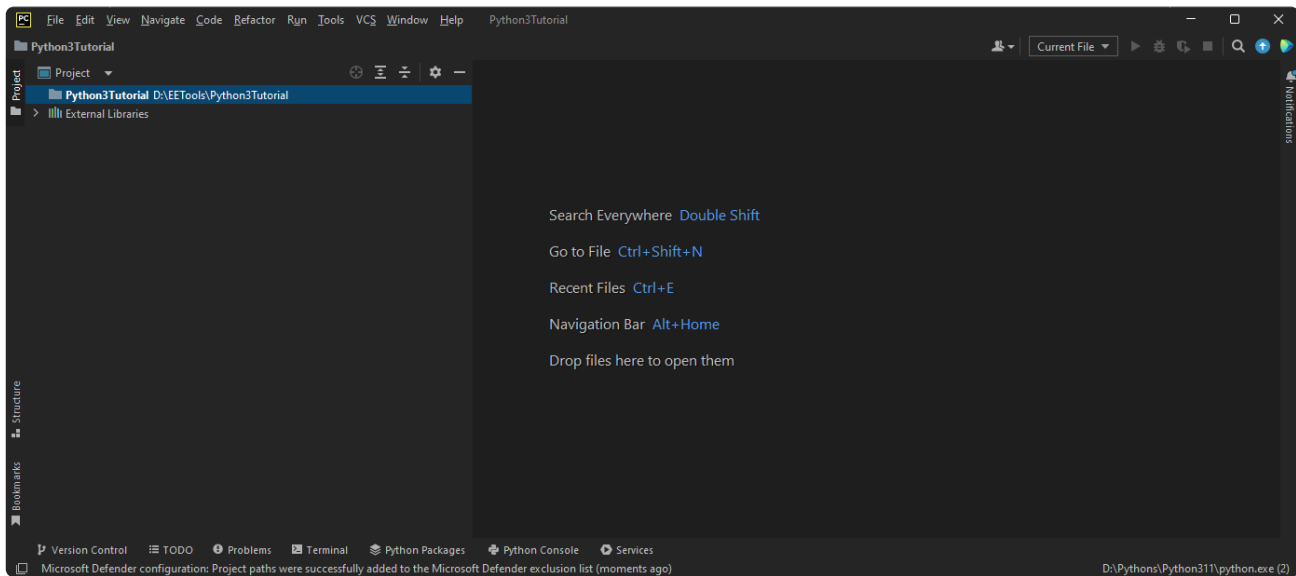 PC File Edit View Navigate Code Refactor Run Tools VCS Window Help Python3Tutorial
Python3Tutorial Current File
Project
Project
Python3Tutorial D:\EETools\Python3Tutorial
External Libraries
Notifications
Search Everywhere Double Shift
Go to File Ctrl+Shift+N
Recent Files Ctrl+E
Navigation Bar Alt+Home
Drop files here to open them
Structure
Bookmarks
Version Control TODO Problems Terminal Python Packages Python Console Services
Microsoft Defender configuration: Project paths were successfully added to the Microsoft Defender exclusion list (moments ago) D:\Pythons\Python311\python.exe (2)